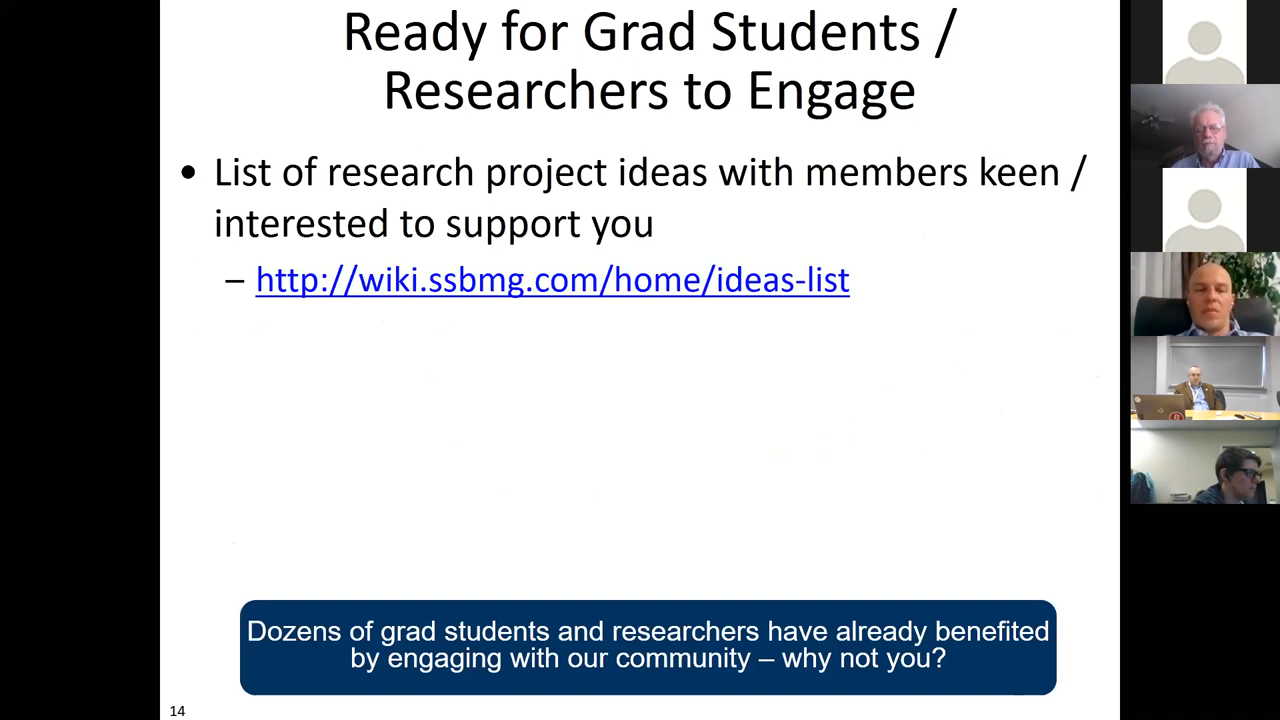 Ready for Grad Students /
Researchers to Engage
• List of research project ideas with members keen /
interested to support you
– http://wiki.ssbmg.com/home/ideas-list
Dozens of grad students and researchers have already benefited
by engaging with our community – why not you?
14